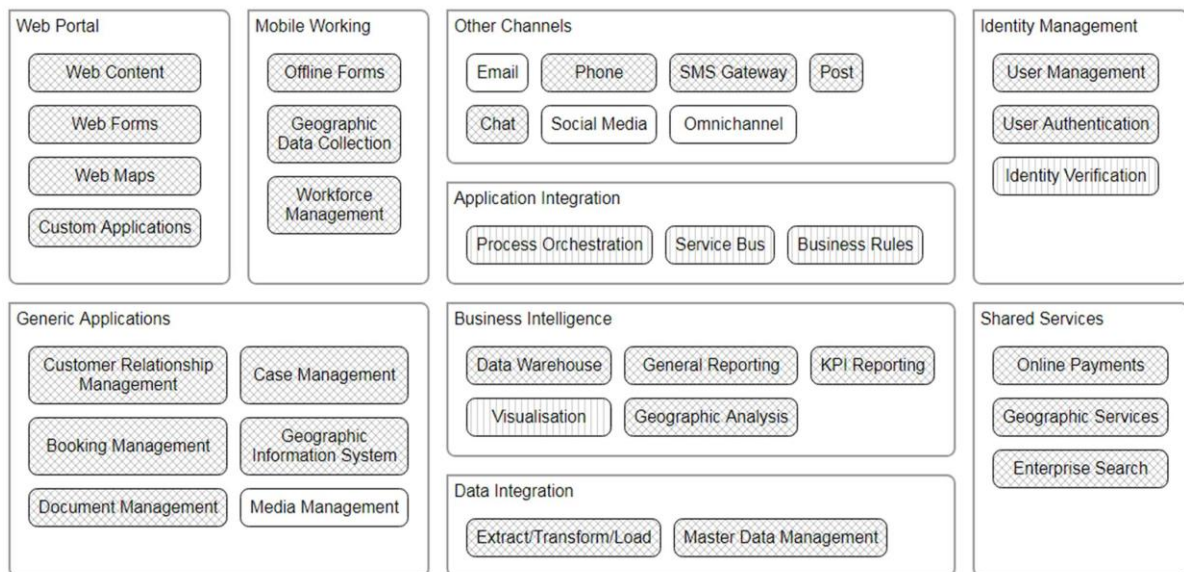 Web Portal
Web Content
Web Forms
Web Maps
Custom Applications
Mobile Working
Offline Forms
Geographic
Data Collection
Workforce
Management
Other Channels
Email
Phone
SMS Gateway
Post
Chat
Social Media
Omnichannel
Application Integration
Process Orchestration
Service Bus
Business Rules
Identity Management
User Management
User Authentication
Identity Verification
Generic Applications
Customer Relationship
Management
Case Management
Booking Management
Geographic
Information System
Document Management
Media Management
Business Intelligence
Data Warehouse
General Reporting
KPI Reporting
Visualisation
Geographic Analysis
Data Integration
Extract/Transform/Load
Master Data Management
Shared Services
Online Payments
Geographic Services
Enterprise Search